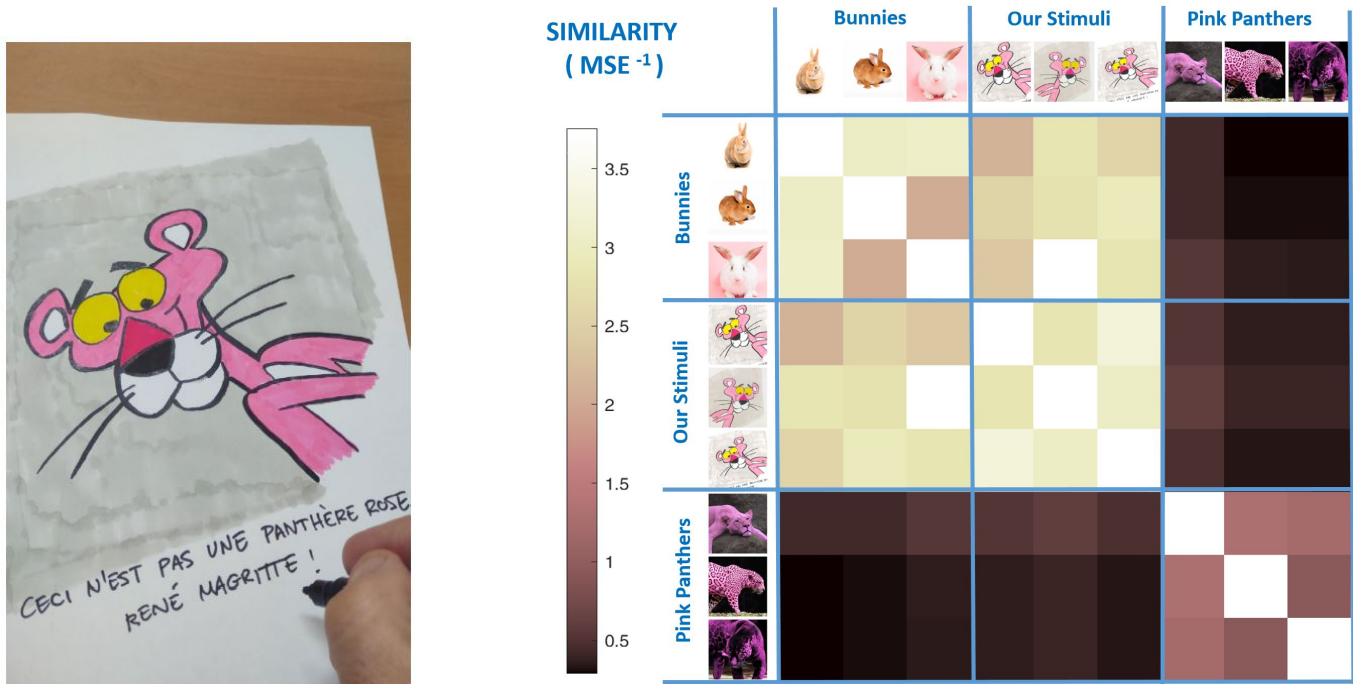 CECI N'EST PAS UNE PANTHÈRE ROSE
RENÉ MAGRITTE !
SIMILARITY
( MSE -1 )
Bunnies
Our Stimuli
Pink Panthers
3.5
3
2.5
2
1.5
1
0.5
Bunnies
Our Stimuli
Pink Panthers